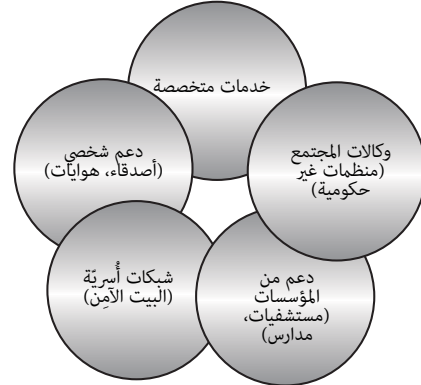 خدمات متخصصة
وكالات المجتمع
(منظمات غير
حكومية)
دعم من
المؤسسات
(مستشفيات،
مدارس)
شبكات أُسريّة
(البيت الآمِن)
دعم شخصي
(أصدقاء، هوايات)